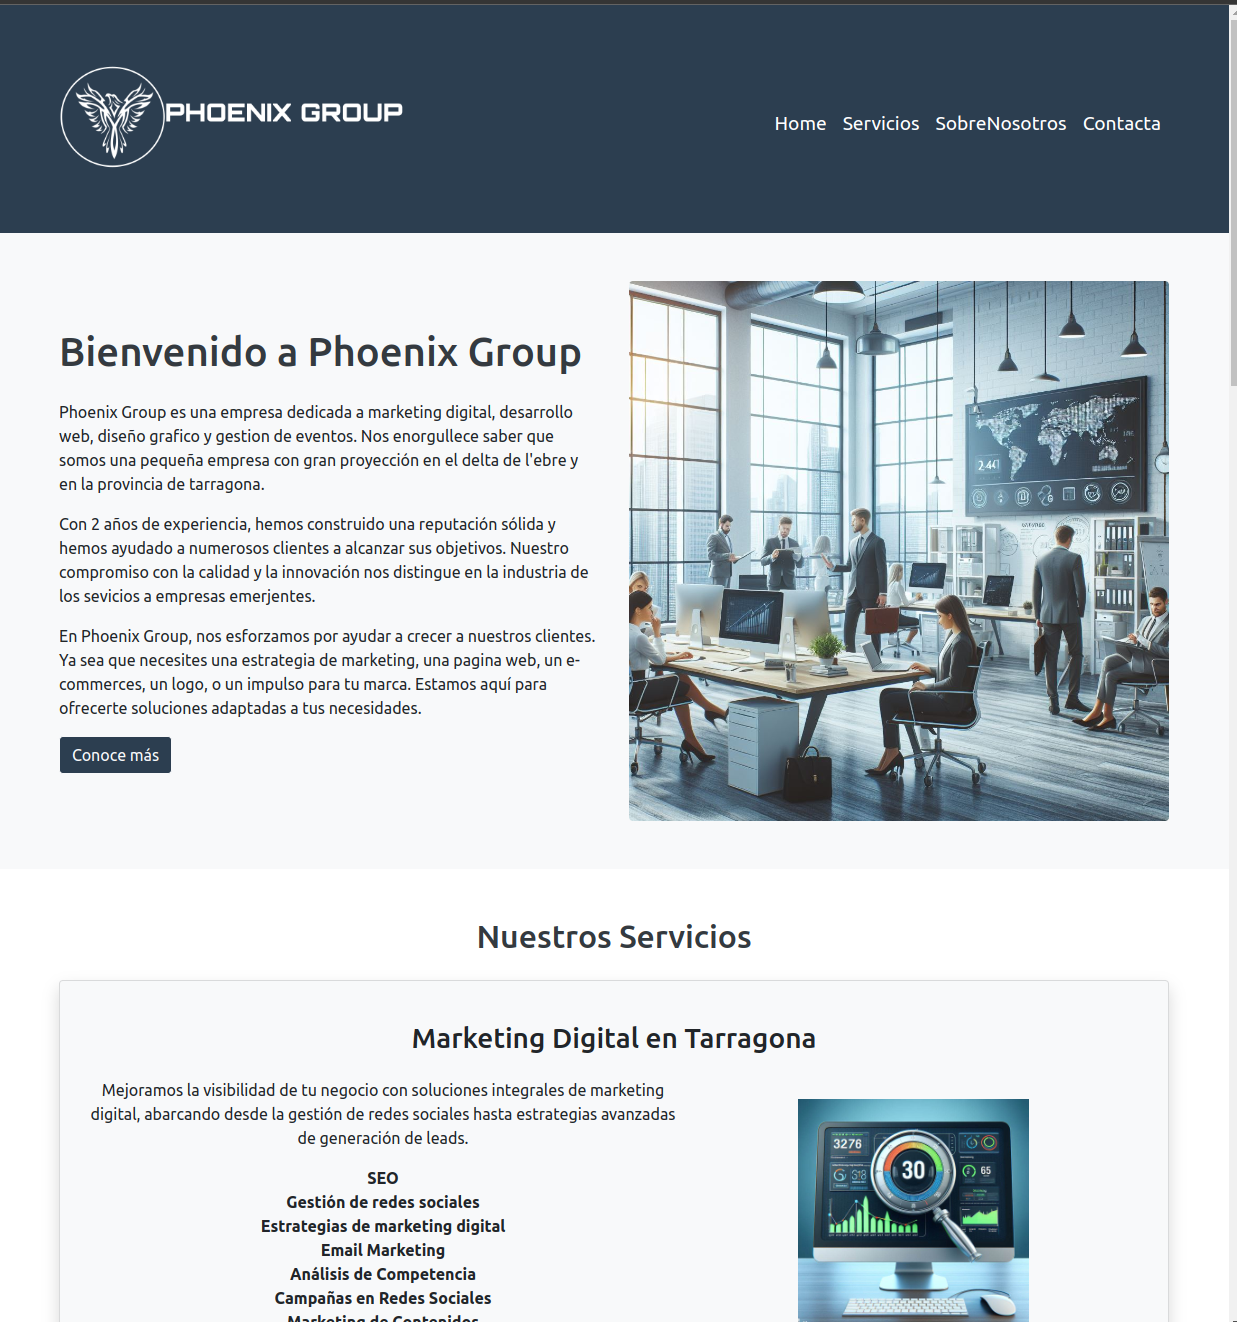 PHOENIX GROUP
Home Servicios SobreNosotros Contacta
Bienvenido a Phoenix Group
Phoenix Group es una empresa dedicada a marketing digital, desarrollo
web, diseño grafico y gestion de eventos. Nos enorgullece saber que
somos una pequeña empresa con gran proyección en el delta de l'ebre y
en la provincia de tarragona.
Con 2 años de experiencia, hemos construido una reputación sólida y
hemos ayudado a numerosos clientes a alcanzar sus objetivos. Nuestro
compromiso con la calidad y la innovación nos distingue en la industria de
los sevicios a empresas emerjentes.
En Phoenix Group, nos esforzamos por ayudar a crecer a nuestros clientes.
Ya sea que necesites una estrategia de marketing, una pagina web, un e-
commerces, un logo, o un impulso para tu marca. Estamos aquí para
ofrecerte soluciones adaptadas a tus necesidades.
Conoce más
2.441
Nuestros Servicios
Marketing Digital en Tarragona
Mejoramos la visibilidad de tu negocio con soluciones integrales de marketing
digital, abarcando desde la gestión de redes sociales hasta estrategias avanzadas
de generación de leads.
SEO
Gestión de redes sociales
Estrategias de marketing digital
Email Marketing
Análisis de Competencia
Campañas en Redes Sociales
Marketing de Contenidos
3276
30
65